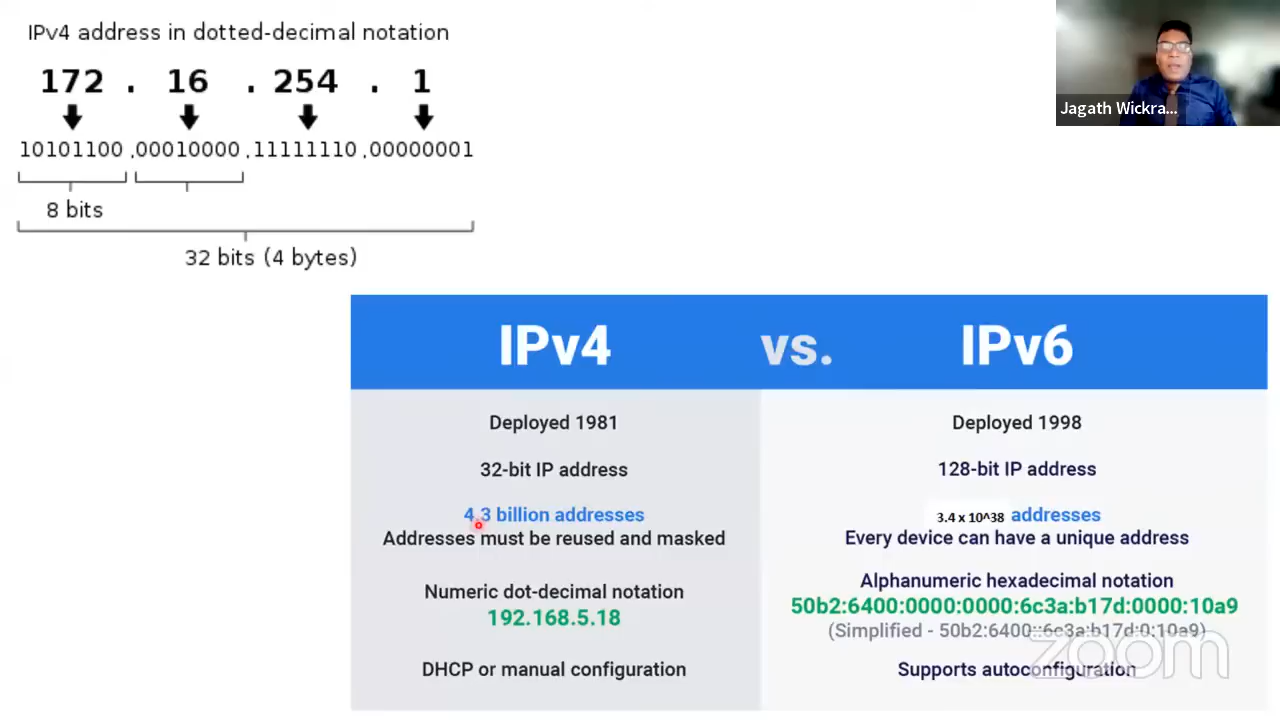 IPv4 address in dotted-decimal notation
172 . 16 . 254 . 1
10101100 .00010000 .11111110 .00000001
8 bits
32 bits (4 bytes)
Jagath Wickra...
IPv4 vs. IPv6
Deployed 1981
32-bit IP address
4.3 billion addresses
Addresses must be reused and masked
Numeric dot-decimal notation
192.168.5.18
DHCP or manual configuration
Deployed 1998
128-bit IP address
3.4 x 10^38 addresses
Every device can have a unique address
Alphanumeric hexadecimal notation
50b2:6400:0000:0000:6c3a:b17d:0000:10a9
(Simplified - 50b2:6400::6c3a:b17d:0:10a9)
Supports autoconfiguration
zoom